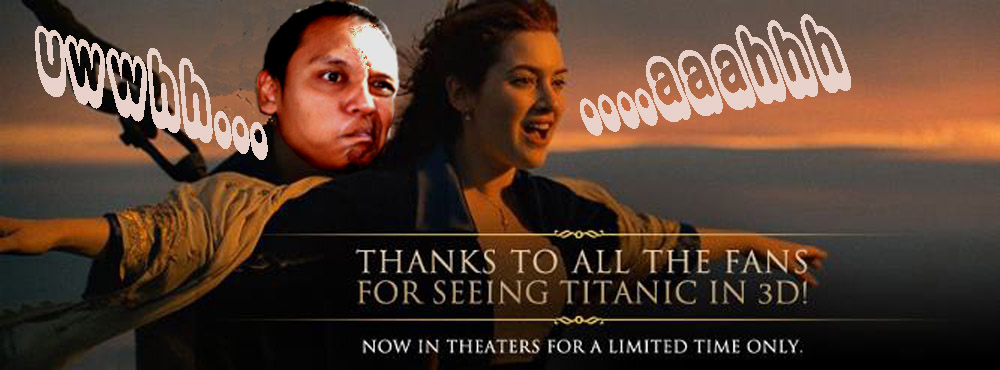 uwwhh...
....aaahhh
THANKS TO ALL THE FANS
FOR SEEING TITANIC IN 3D!
NOW IN THEATERS FOR A LIMITED TIME ONLY.